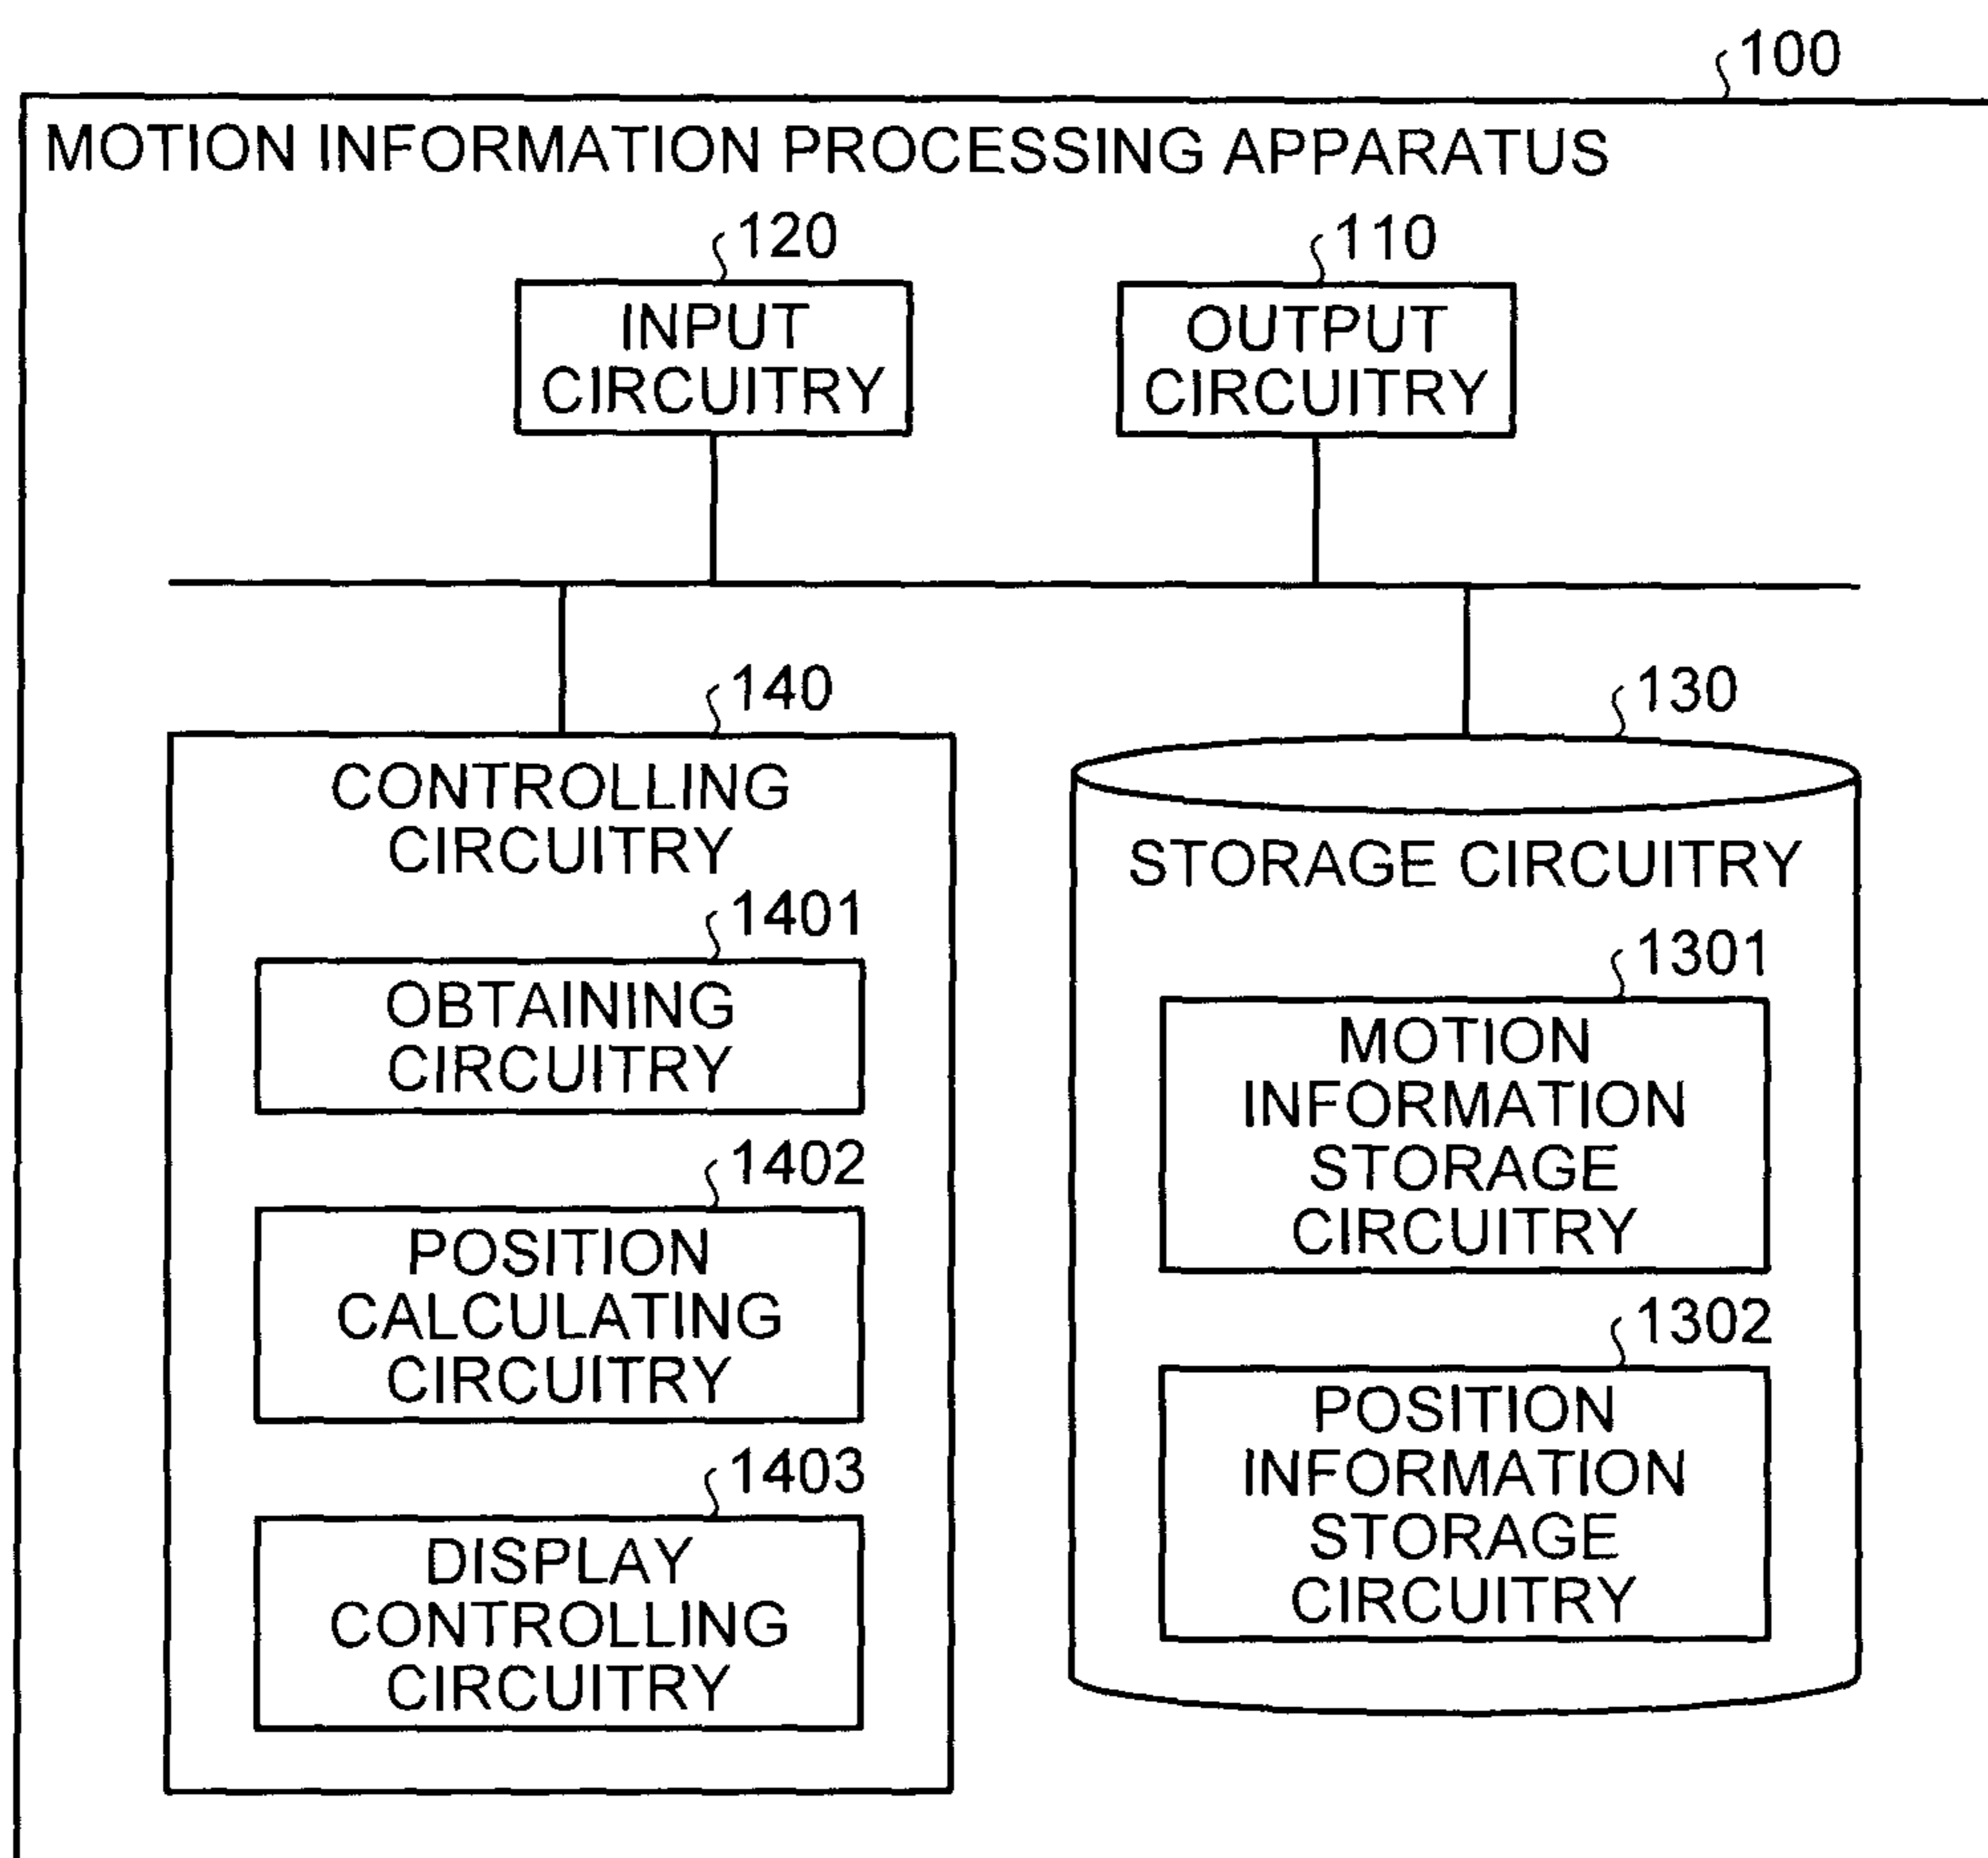 100
MOTION INFORMATION PROCESSING APPARATUS
120
110
INPUT
CIRCUITRY
OUTPUT
CIRCUITRY
140
130
CONTROLLING
CIRCUITRY
1401
OBTAINING
CIRCUITRY
1402
POSITION
CALCULATING
CIRCUITRY
1403
DISPLAY
CONTROLLING
CIRCUITRY
STORAGE CIRCUITRY
1301
MOTION
INFORMATION
STORAGE
CIRCUITRY
1302
POSITION
INFORMATION
STORAGE
CIRCUITRY